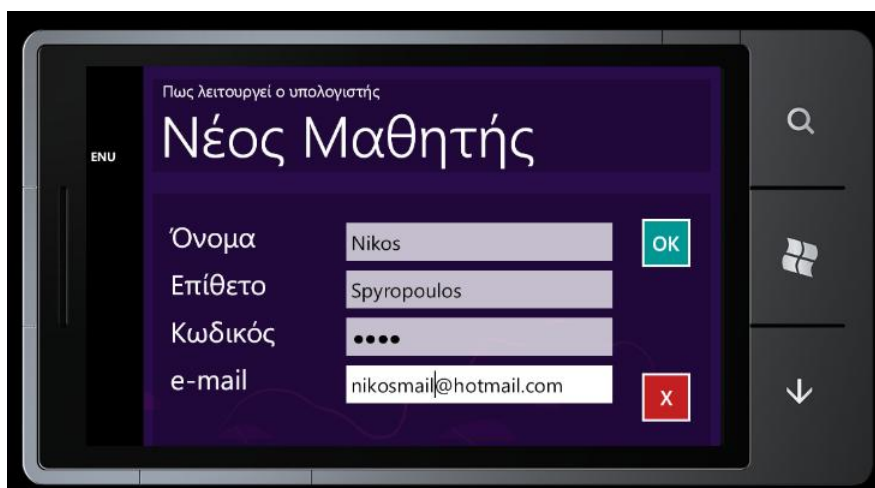 Πως λειτουργεί ο υπολογιστής
Νέος Μαθητής
ENU
Όνομα Nikos OK
Επίθετο Spyropoulos
Κωδικός ••••
e-mail nikosmail@hotmail.com X